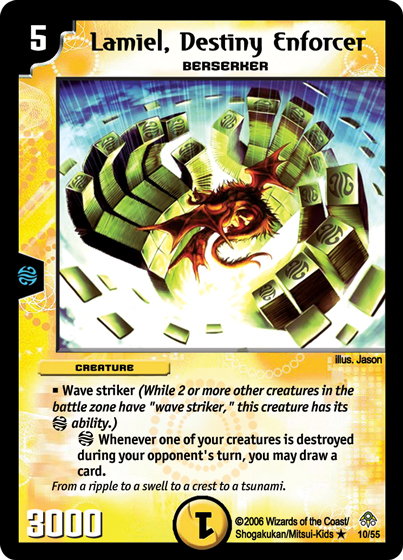 5
Lamiel, Destiny Enforcer
BERSERKER
illus. Jason
CREATURE
▪ Wave striker (While 2 or more other creatures in the
battle zone have "wave striker, " this creature has its
ability.)
Whenever one of your creatures is destroyed
during your opponent's turn, you may draw a
card.
From a ripple to a swell to a crest to a tsunami.
3000
1
©2006 Wizards of the Coast/
Shogakukan/Mitsui-Kids ★ 10/55